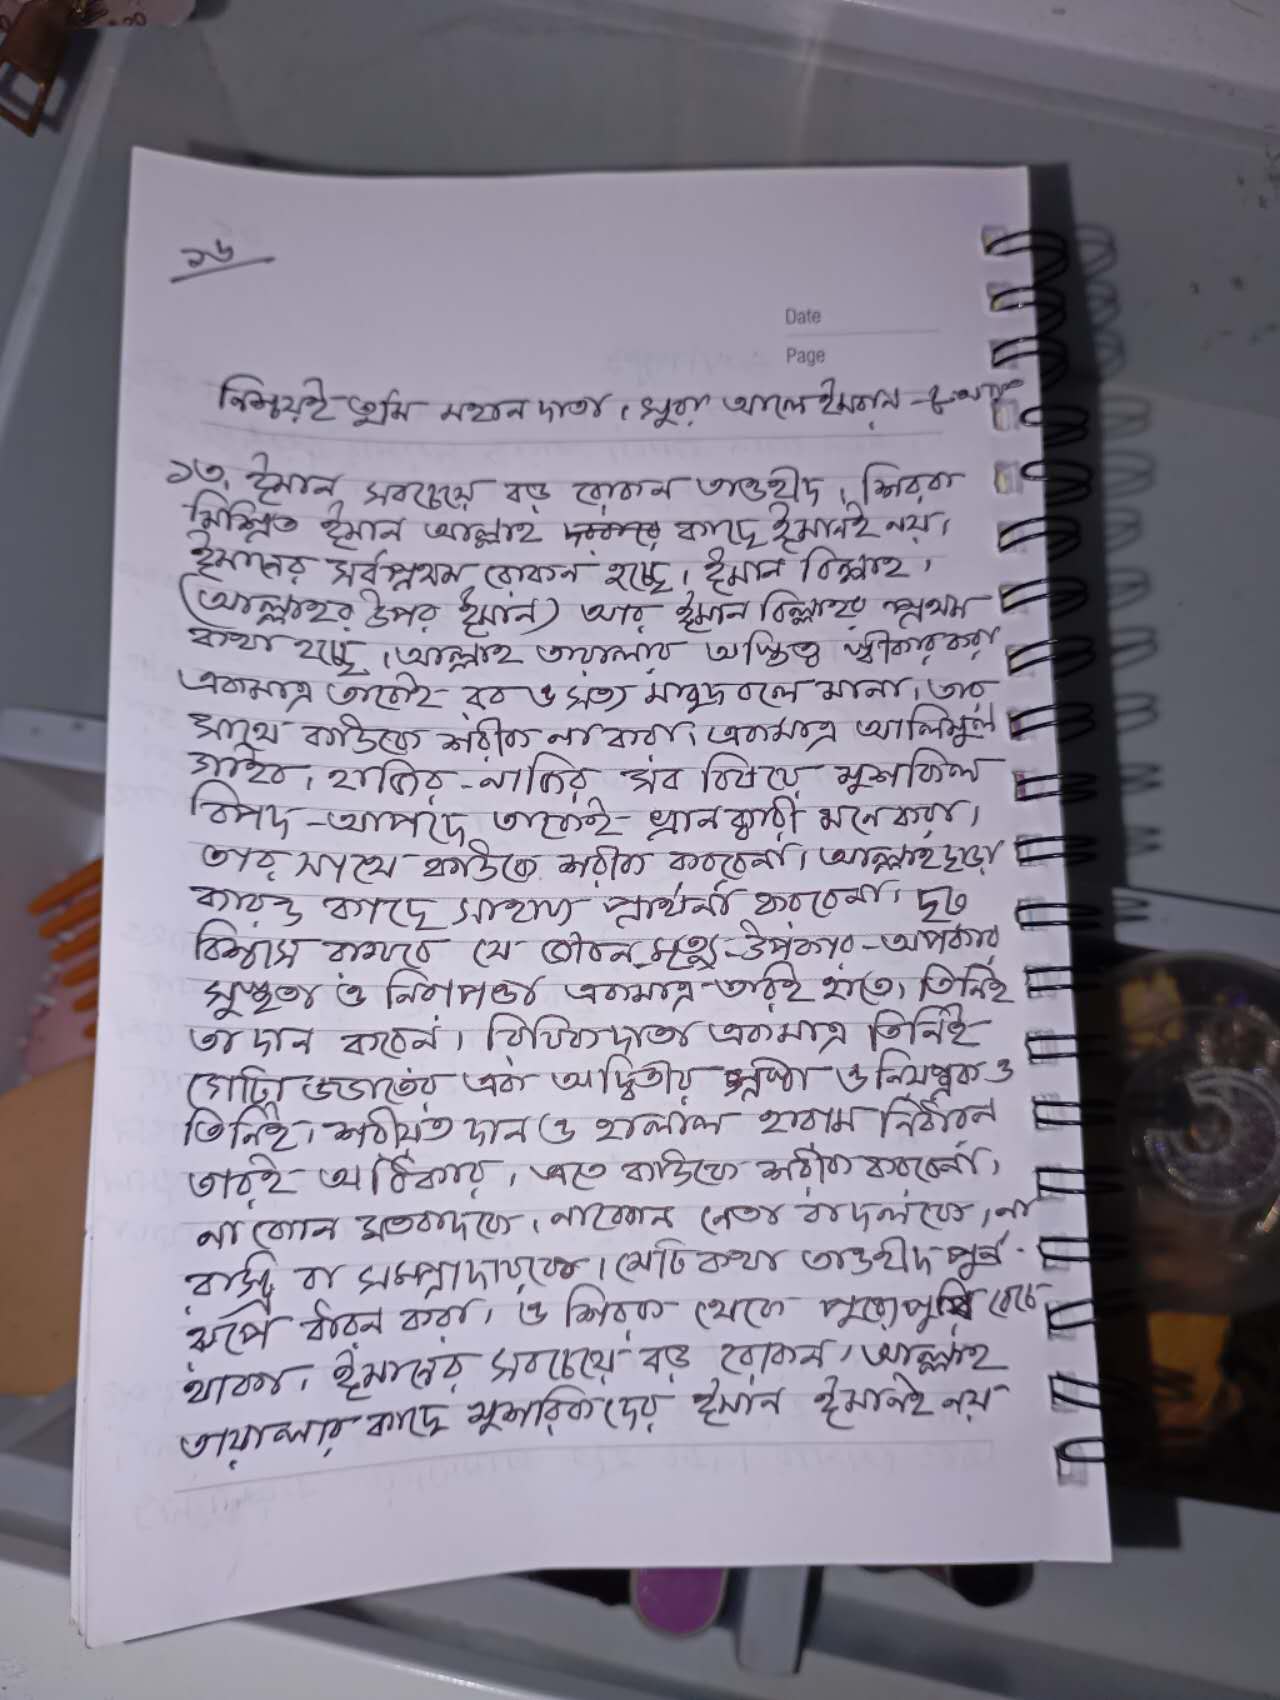 ১৬
Date
Page
নিশ্চয়ই তুমি মহান দাতা। সুরা আলে ইমরান -৮
১৩. ঈমান সবচেয়ে বড় রোকন তাওহীদ। শিরক
মিশ্রিত ঈমান আল্লাহ কাছে ঈমানই নয়।
ঈমানের সর্বপ্রথম রোকন হচ্ছে। ঈমান বিল্লাহ।
(আল্লাহর উপর ঈমান) আর ঈমান বিল্লাহর প্রথম
কথা হচ্ছে। আল্লাহ তায়ালার অস্তিত্ব স্বীকার করা
একমাত্র তাকেই রব ও সত্য মাবুদ বলে মানা। তার
সাথে কাউকে শরীক না করা। একমাত্র আলিমুল
গাইব। হাজির-নাজির সব বিষয়ে মুশকিল
বিপদ-আপদে তাকেই ত্রানকারী মনে করা।
তার সাথে কাউকে শরীক করবেনা। আল্লাহ ছাড়া
কারও কাছে সাহায্য প্রার্থনা করবেনা। দৃঢ়
বিশ্বাস রাখবে যে জীবন-মৃত্যু-উপকার-অপকার
সুস্থতা ও নিরাপত্তা একমাত্র তারই হাতে। তিনিই
তা দান করেন। রিযিকদাতা একমাত্র তিনিই
গোটা জগতের এক অদ্বিতীয় স্রষ্টা ও নিয়ন্ত্রক ও
তিনিই। শরীয়ত দান ও হালাল হারাম নির্ধারন
তারই অধিকার। এতে কাউকে শরীক করবেনা।
না কোন মতবাদকে। না কোন নেতা বা দলকে। না
রাষ্ট্র বা সম্প্রদায়কে। মোট কথা তাওহীদ পূর্ন
রূপে ধারন করা। ও শিরক থেকে পুরোপুরি বেচে
থাকা। ঈমানের সবচেয়ে বড় রোকন। আল্লাহ
তায়ালার কাছে মুশরিকদের ঈমান ঈমানই নয়